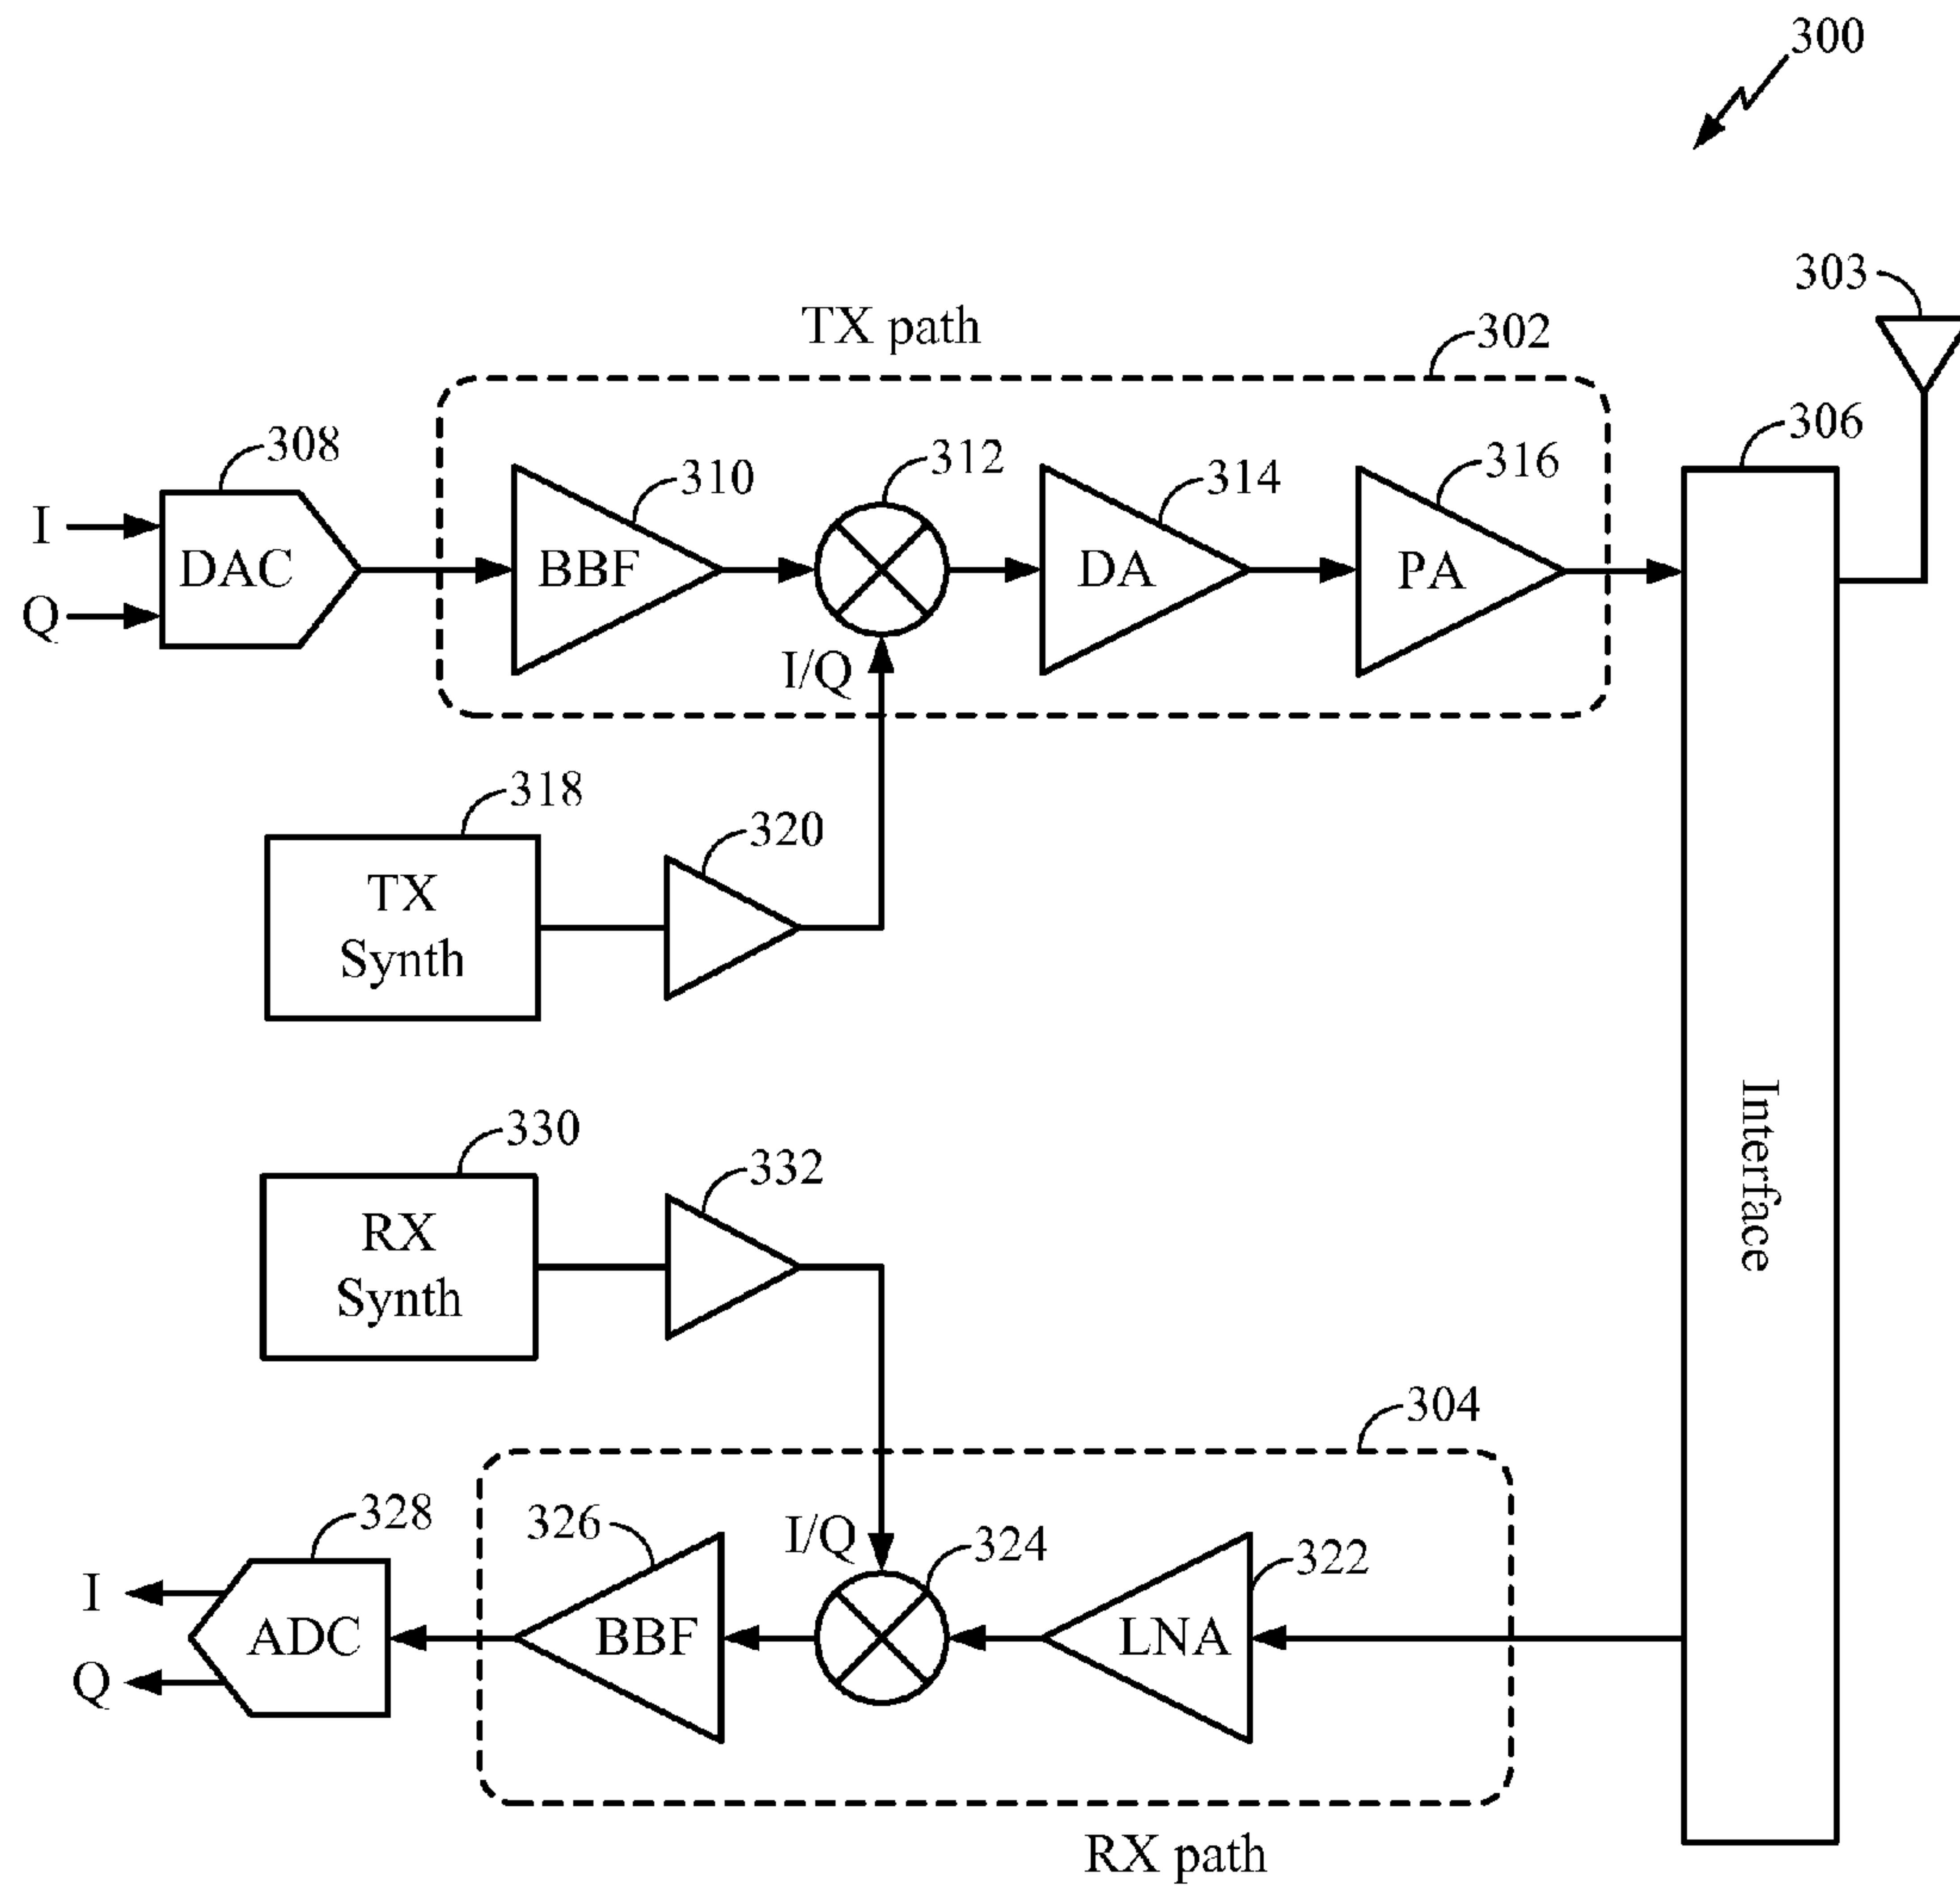 300
303
TX path
302
306
308
310
312
314
316
I
DAC
BBF
DA
PA
Q
I/Q
318
320
TX
Synth
Interface
330
332
RX
Synth
304
328
326
I/Q
324
322
I
ADC
BBF
LNA
Q
RX path